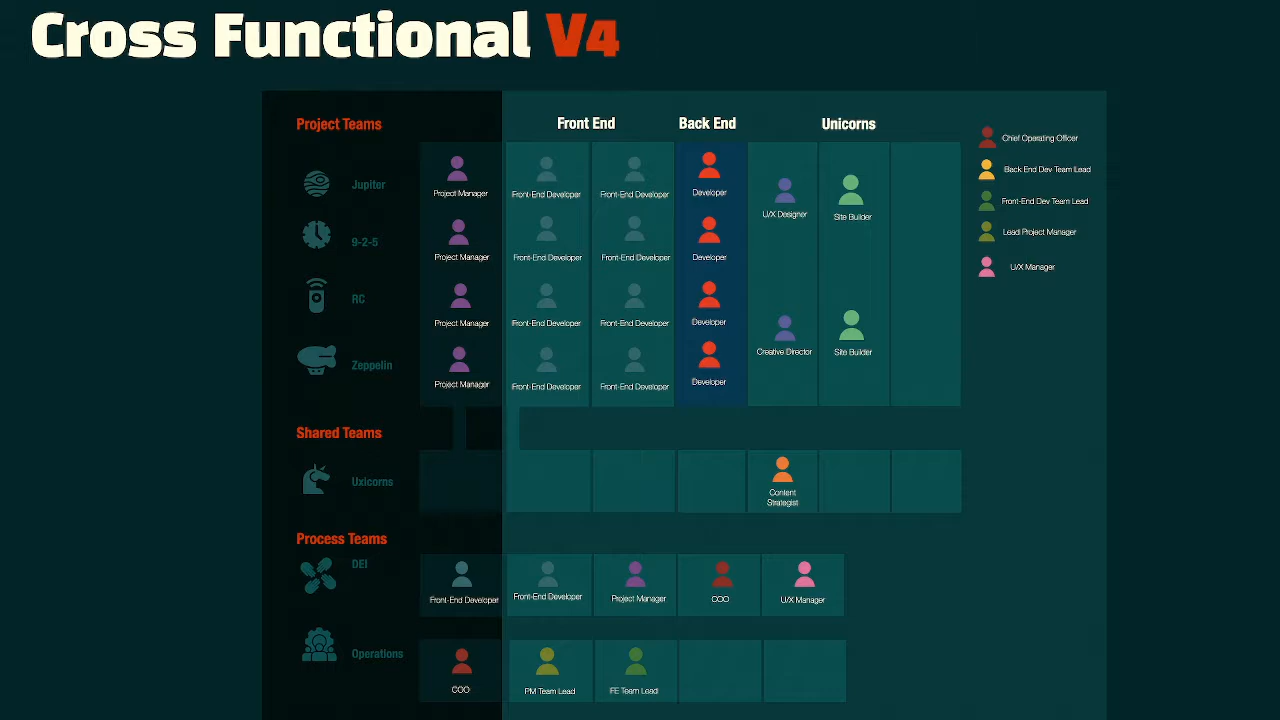 Cross Functional V4
Project Teams
Front End
Back End
Unicorns
Chief Operating Officer
Back End Dev Team Lead
Front-End Dev Team Lead
Lead Project Manager
U/X Manager
Jupiter
Project Manager
Front-End Developer
Front-End Developer
Developer
U/X Designer
Site Builder
9-2-5
Project Manager
Front-End Developer
Front-End Developer
Developer
RC
Project Manager
Front-End Developer
Front-End Developer
Developer
Creative Director
Site Builder
Zeppelin
Project Manager
Front-End Developer
Front-End Developer
Developer
Shared Teams
Uxicorns
Content
Strategist
Process Teams
DEI
Front-End Developer
Front-End Developer
Project Manager
COO
U/X Manager
Operations
COO
PM Team Lead
FE Team Lead